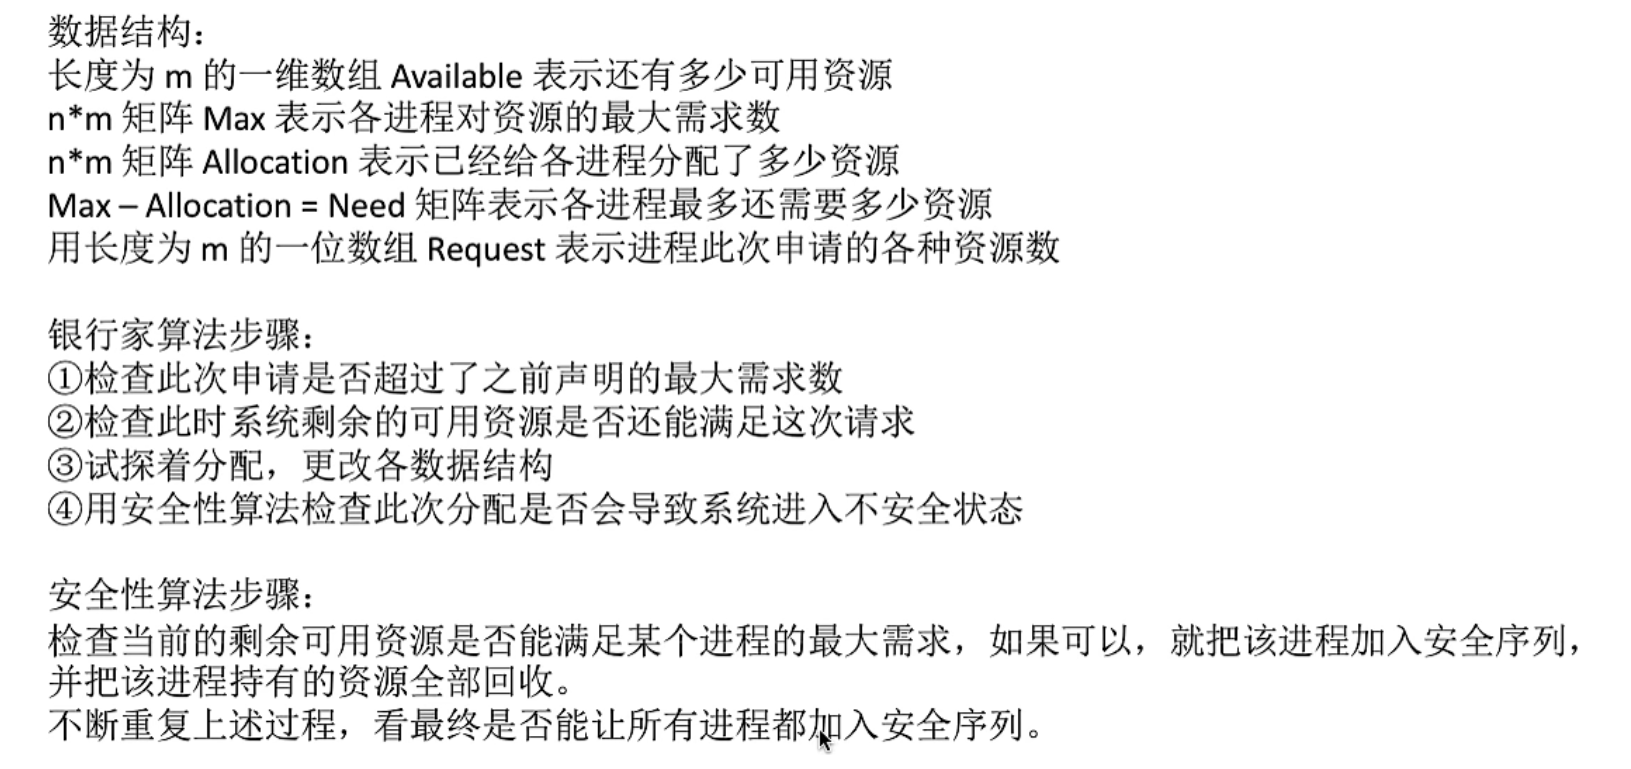 数据结构：
长度为 m 的一维数组 Available 表示还有多少可用资源
n*m 矩阵 Max 表示各进程对资源的最大需求数
n*m 矩阵 Allocation 表示已经给各进程分配了多少资源
Max – Allocation = Need 矩阵表示各进程最多还需要多少资源
用长度为 m 的一位数组 Request 表示进程此次申请的各种资源数
银行家算法步骤：
①检查此次申请是否超过了之前声明的最大需求数
②检查此时系统剩余的可用资源是否还能满足这次请求
③试探着分配，更改各数据结构
④用安全性算法检查此次分配是否会导致系统进入不安全状态
安全性算法步骤：
检查当前的剩余可用资源是否能满足某个进程的最大需求，如果可以，就把该进程加入安全序列，
并把该进程持有的资源全部回收。
不断重复上述过程，看最终是否能让所有进程都加入安全序列。